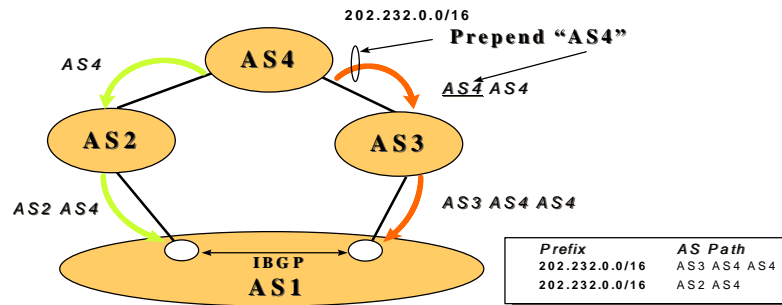 202.232.0.0/16
Prepend “AS4”
AS4
AS4
AS4 AS4
AS2
AS3
AS2 AS4
AS3 AS4 AS4
IBGP
AS1
Prefix AS Path
202.232.0.0/16 AS3 AS4 AS4
202.232.0.0/16 AS2 AS4